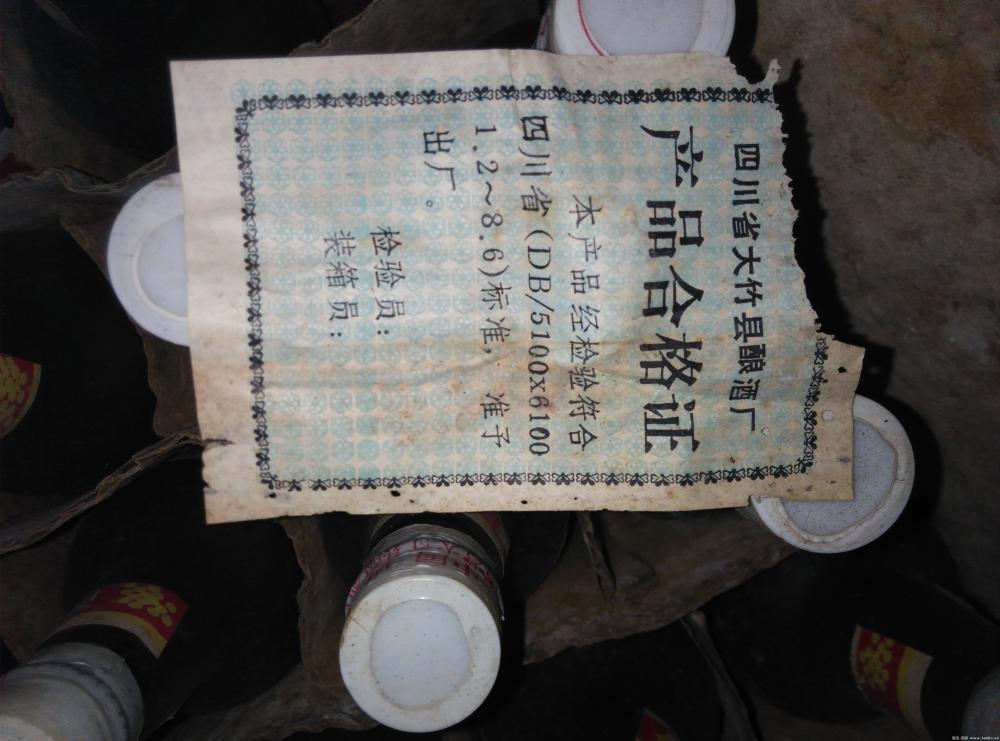 四川省大竹县酿酒厂
产品合格证
本产品经检验符合
四川省(DB/5100x6100
1.2～8.6)标准，准予
出厂。
检验员:
装箱员: